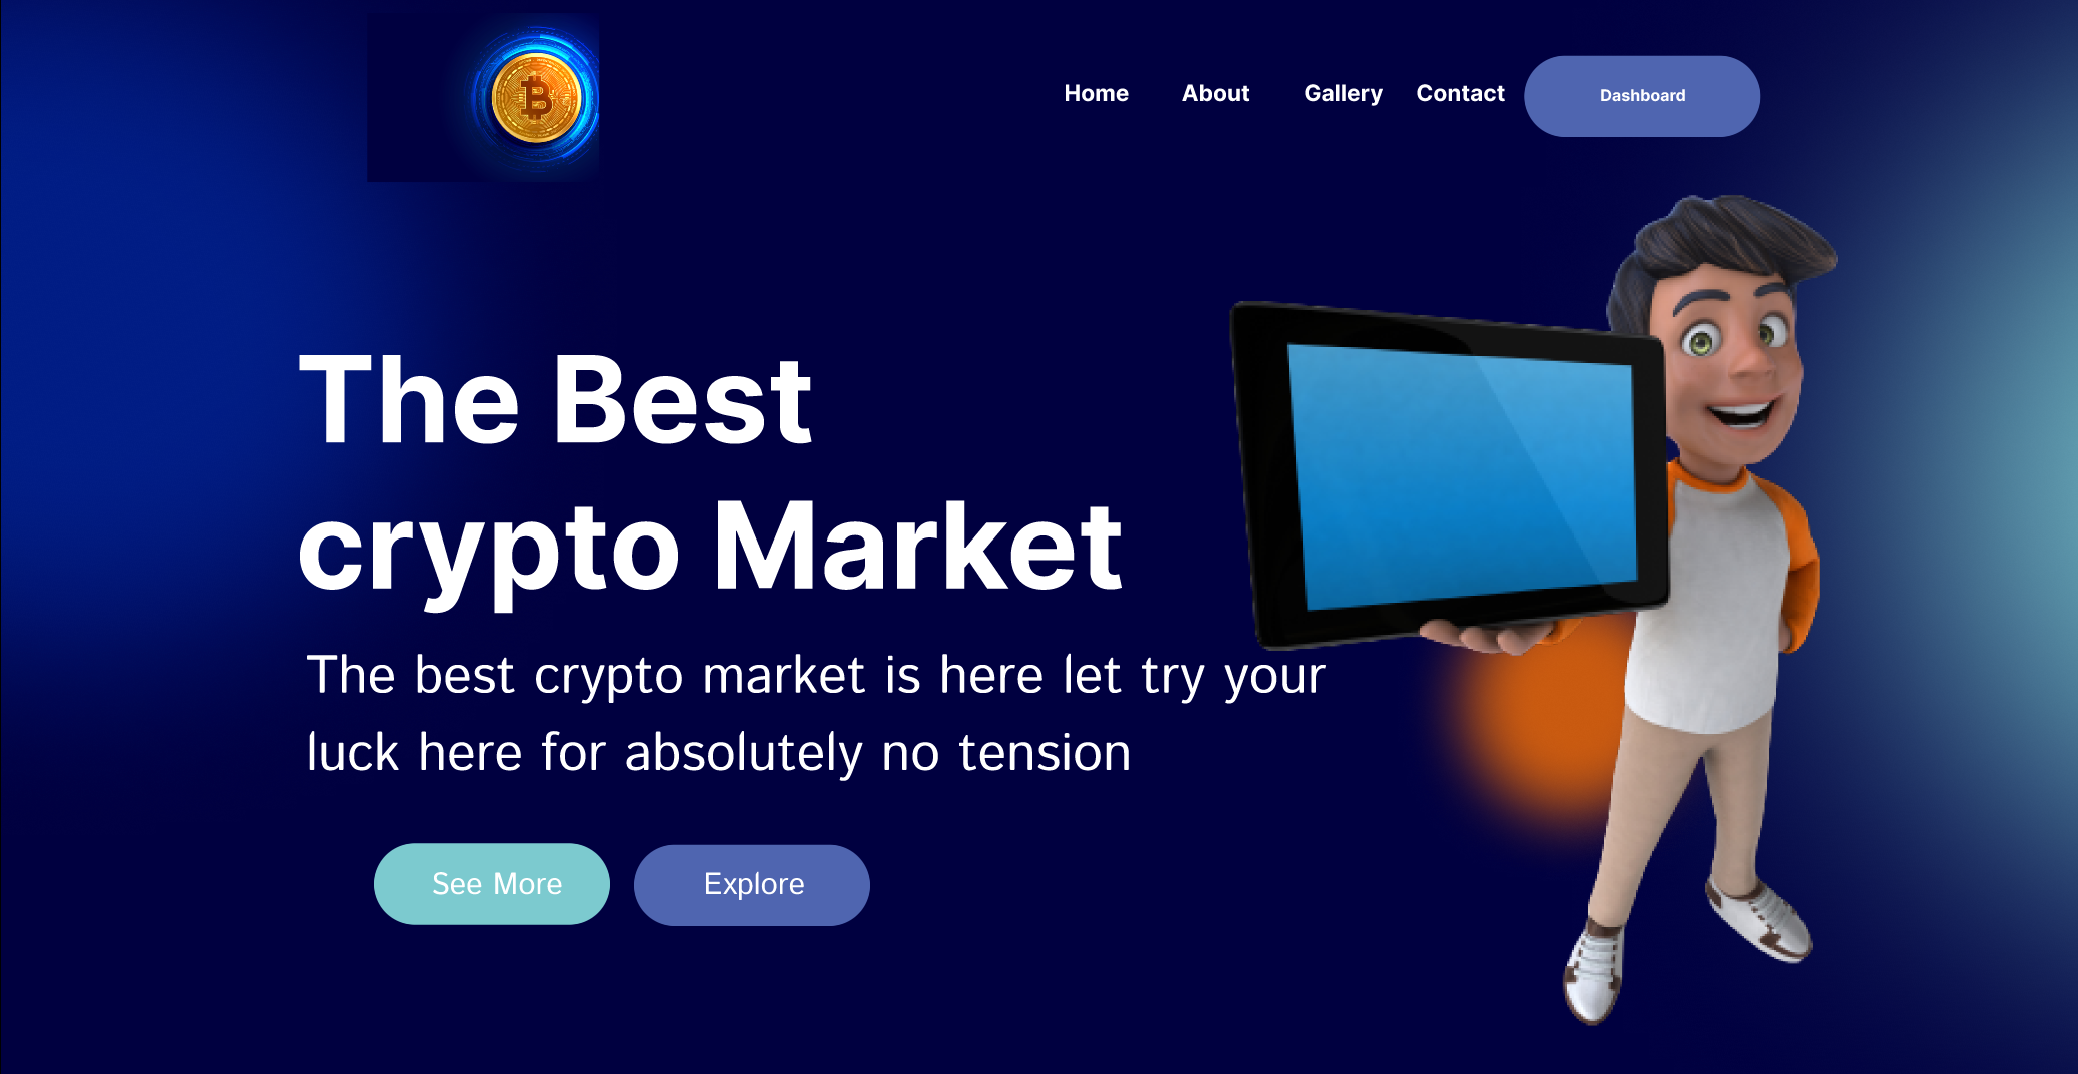 Home About Gallery Contact Dashboard
The Best
crypto Market
The best crypto market is here let try your
luck here for absolutely no tension
See More Explore